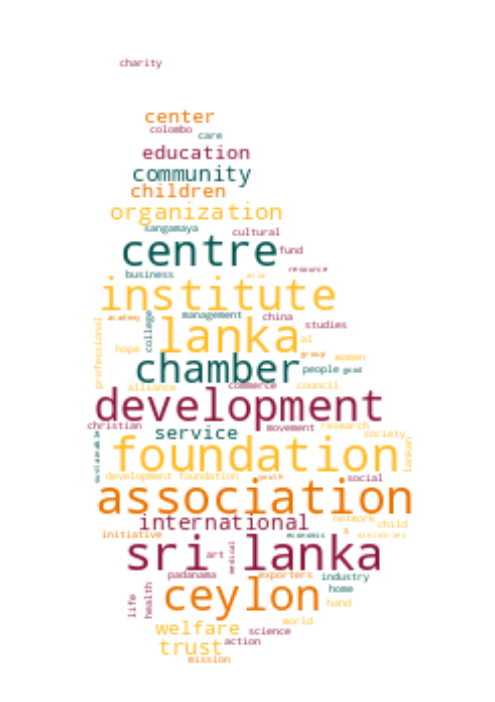 charity
center
colombo
care
education
community
children
organization
sangamaya
cultural
centre
fund
resource
business
asia
institute
academy
college
management
china
studies
professional
lanka
al
hope
group
women
chamber
people
good
alliance
commerce
council
development
christian
movement
research
service
society
foundation
lankan
development foundation
youth
social
association
international
network
child
initiative
s
economic
ministries
sri lanka
art
medical
padanama
exporters
industry
home
ceylon
life
health
hand
world
welfare
science
action
trust
mission